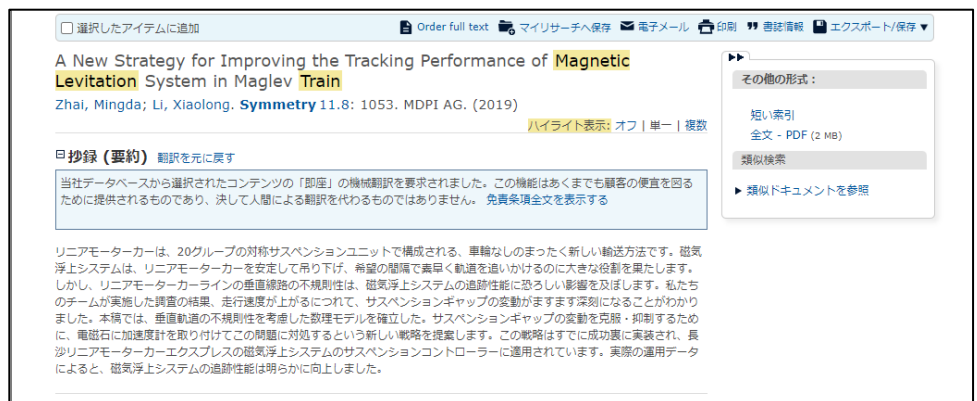 選択したアイテムに追加
Order full text マイリサーチへ保存 電子メール 印刷 書誌情報 エクスポート/保存 ▼
A New Strategy for Improving the Tracking Performance of Magnetic
Levitation System in Maglev Train
Zhai, Mingda; Li, Xiaolong. Symmetry 11.8: 1053. MDPI AG. (2019)
ハイライト表示: オフ | 単一 | 複数
抄録 (要約) 翻訳を元に戻す
当社データベースから選択されたコンテンツの「即座」の機械翻訳を要求されました。この機能はあくまでも顧客の便宜を図る
ために提供されるものであり、決して人間による翻訳を代わるものではありません。 免責条項全文を表示する
リニアモーターカーは、20グループの対称サスペンションユニットで構成される、車輪なしのまったく新しい輸送方法です。磁気
浮上システムは、リニアモーターカーを安定して吊り下げ、希望の間隔で素早く軌道を追いかけるのに大きな役割を果たします。
しかし、リニアモーターカーラインの垂直線路の不規則性は、磁気浮上システムの追跡性能に恐ろしい影響を及ぼします。私たち
のチームが実施した調査の結果、走行速度が上がるにつれて、サスペンションギャップの変動がますます深刻になることがわかり
ました。本稿では、垂直軌道の不規則性を考慮した数理モデルを確立した。サスペンションギャップの変動を克服・抑制するため
に、電磁石に加速度計を取り付けてこの問題に対処するという新しい戦略を提案します。この戦略はすでに成功裏に実装され、長
沙リニアモーターカーエクスプレスの磁気浮上システムのサスペンションコントローラーに適用されています。実際の運用データ
によると、磁気浮上システムの追跡性能は明らかに向上しました。
その他の形式 :
短い索引
全文 - PDF (2 MB)
類似検索
類似ドキュメントを参照